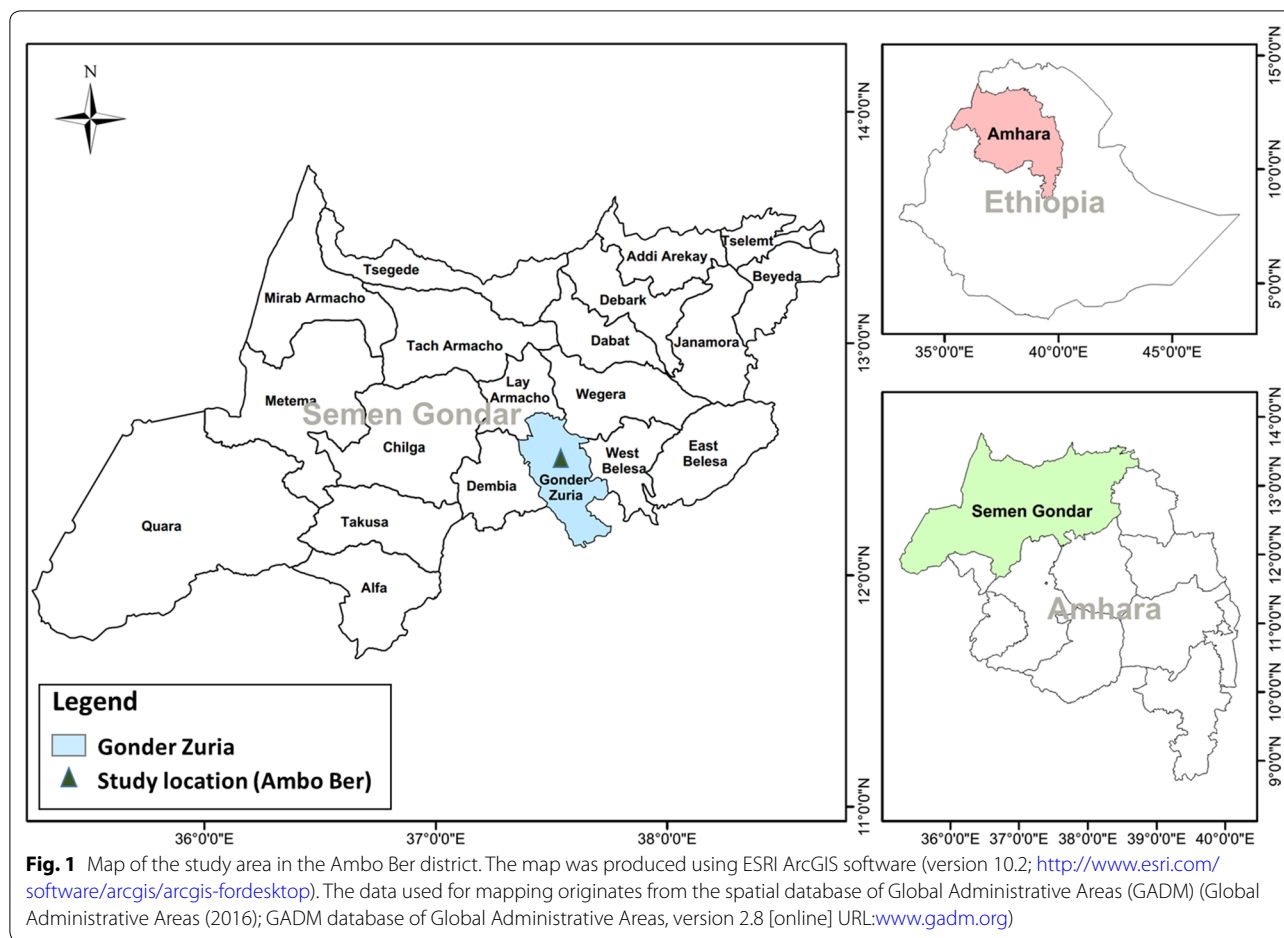 N
14°0'0"N
13°0'0"N
12°0'0"N
11°0'0"N
36°0'0"E
37°0'0"E
38°0'0"E
Tselemt
Addi Arekay
Tsegede
Beyeda
Mirab Armacho
Debark
Dabat
Janamora
Tach Armacho
Lay
Armacho
Wegera
Metema
Semen Gondar
Chilga
West
Belesa
East
Belesa
Gonder
Zuria
Dembia
Quara
Takusa
Alfa
Legend
Gonder Zuria
Study location (Ambo Ber)
Amhara
Ethiopia
15°0'0"N
10°0'0"N
5°0'0"N
35°0'0"E
40°0'0"E
45°0'0"E
Semen Gondar
Amhara
14°0'0"N
13°0'0"N
12°0'0"N
11°0'0"N
10°0'0"N
9°0'0"N
36°0'0"E
37°0'0"E
38°0'0"E
39°0'0"E
40°0'0"E
Fig. 1 Map of the study area in the Ambo Ber district. The map was produced using ESRI ArcGIS software (version 10.2; http://www.esri.com/
software/arcgis/arcgis-fordesktop). The data used for mapping originates from the spatial database of Global Administrative Areas (GADM) (Global
Administrative Areas (2016); GADM database of Global Administrative Areas, version 2.8 [online] URL:www.gadm.org)